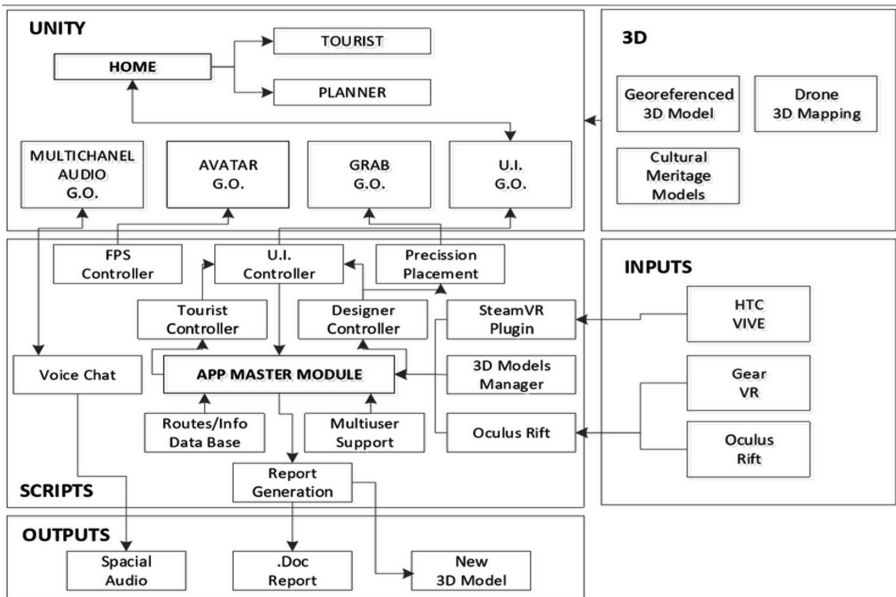 UNITY
TOURIST
HOME
PLANNER
MULTICHANEL
AUDIO
G.O.
AVATAR
G.O.
GRAB
G.O.
U.I.
G.O.
3D
Georeferenced
3D Model
Drone
3D Mapping
Cultural
Meritage
Models
FPS
Controller
U.I.
Controller
Precission
Placement
Tourist
Controller
Designer
Controller
SteamVR
Plugin
Voice Chat
APP MASTER MODULE
3D Models
Manager
Routes/Info
Data Base
Multiuser
Support
Oculus Rift
Report
Generation
SCRIPTS
INPUTS
HTC
VIVE
Gear
VR
Oculus
Rift
OUTPUTS
Spacial
Audio
.Doc
Report
New
3D Model